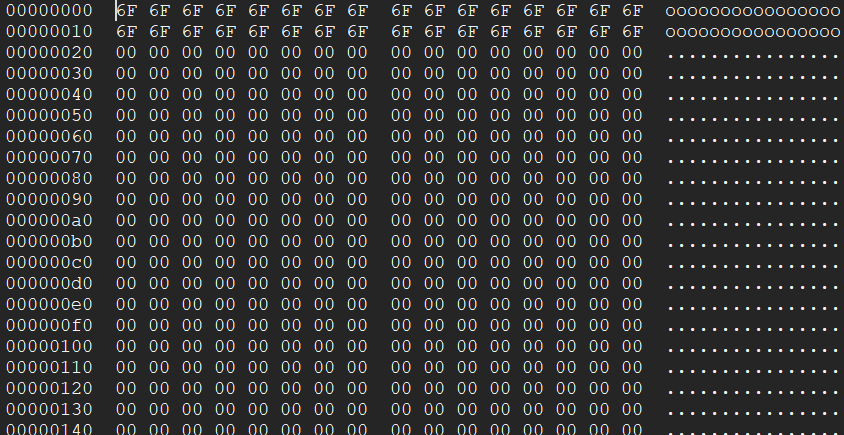 00000000 6F 6F 6F 6F 6F 6F 6F 6F 6F 6F 6F 6F 6F 6F 6F 6F oooooooooooooooo
00000010 6F 6F 6F 6F 6F 6F 6F 6F 6F 6F 6F 6F 6F 6F 6F 6F oooooooooooooooo
00000020 00 00 00 00 00 00 00 00 00 00 00 00 00 00 00 00 ................
00000030 00 00 00 00 00 00 00 00 00 00 00 00 00 00 00 00 ................
00000040 00 00 00 00 00 00 00 00 00 00 00 00 00 00 00 00 ................
00000050 00 00 00 00 00 00 00 00 00 00 00 00 00 00 00 00 ................
00000060 00 00 00 00 00 00 00 00 00 00 00 00 00 00 00 00 ................
00000070 00 00 00 00 00 00 00 00 00 00 00 00 00 00 00 00 ................
00000080 00 00 00 00 00 00 00 00 00 00 00 00 00 00 00 00 ................
00000090 00 00 00 00 00 00 00 00 00 00 00 00 00 00 00 00 ................
000000a0 00 00 00 00 00 00 00 00 00 00 00 00 00 00 00 00 ................
000000b0 00 00 00 00 00 00 00 00 00 00 00 00 00 00 00 00 ................
000000c0 00 00 00 00 00 00 00 00 00 00 00 00 00 00 00 00 ................
000000d0 00 00 00 00 00 00 00 00 00 00 00 00 00 00 00 00 ................
000000e0 00 00 00 00 00 00 00 00 00 00 00 00 00 00 00 00 ................
000000f0 00 00 00 00 00 00 00 00 00 00 00 00 00 00 00 00 ................
00000100 00 00 00 00 00 00 00 00 00 00 00 00 00 00 00 00 ................
00000110 00 00 00 00 00 00 00 00 00 00 00 00 00 00 00 00 ................
00000120 00 00 00 00 00 00 00 00 00 00 00 00 00 00 00 00 ................
00000130 00 00 00 00 00 00 00 00 00 00 00 00 00 00 00 00 ................
00000140 00 00 00 00 00 00 00 00 00 00 00 00 00 00 00 00 ................